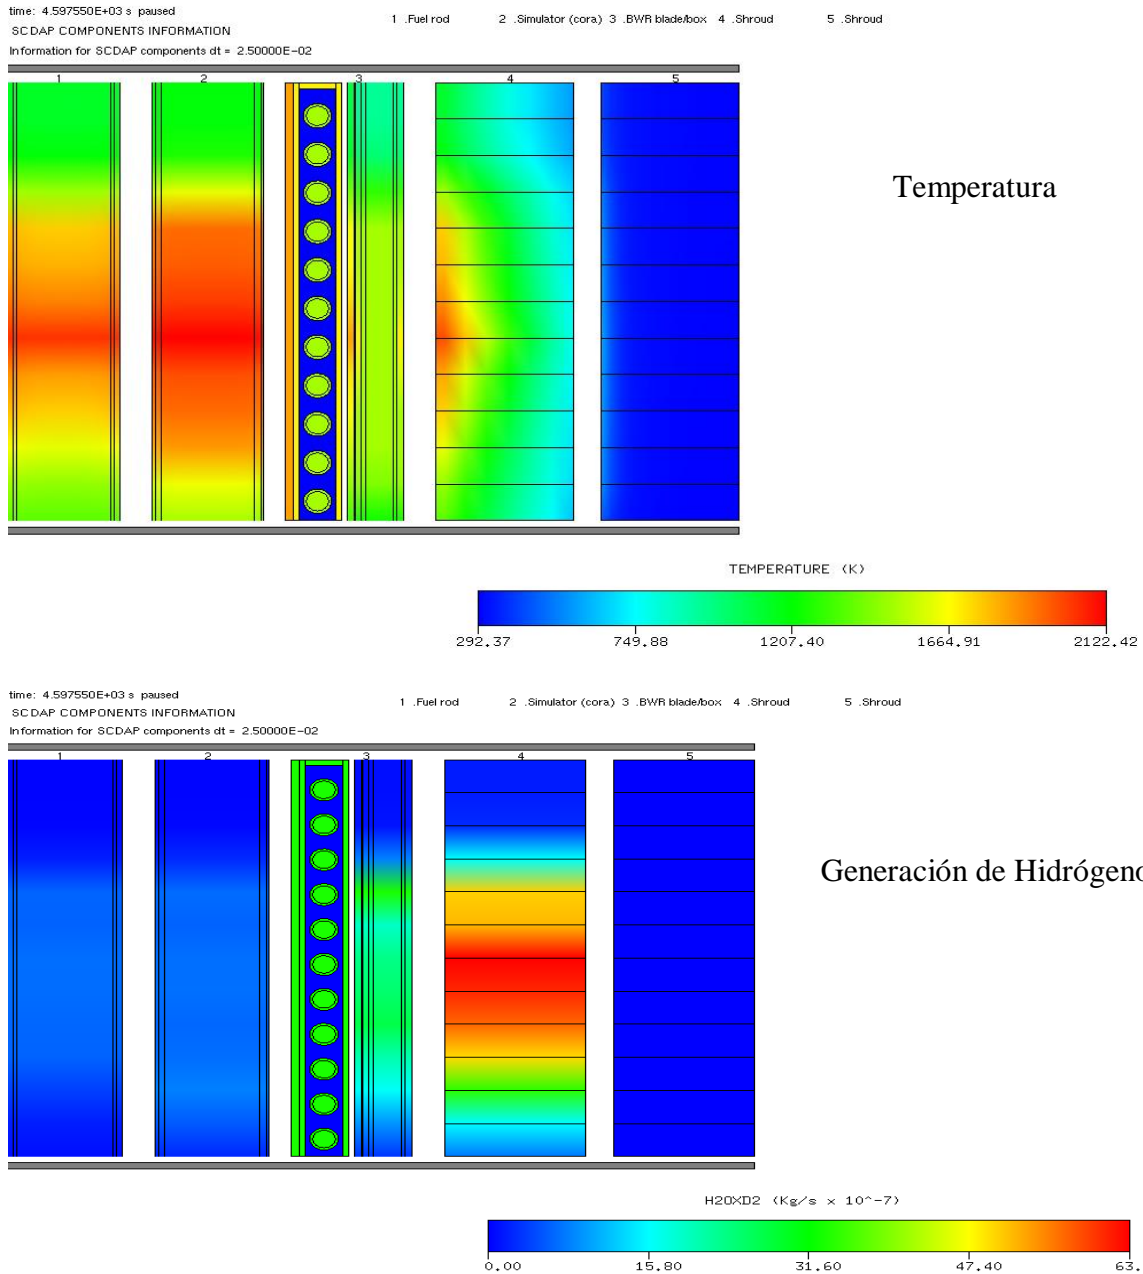 time: 4.597550E+03 s paused
1 .Fuel rod 2 .Simulator (cora) 3 .BWR blade/box 4 .Shroud 5 .Shroud
SCDAP COMPONENTS INFORMATION
Information for SCDAP components dt = 2.50000E-02
1 2 3 4 5
Temperatura
TEMPERATURE (K)
292.37 749.88 1207.40 1664.91 2122.42
time: 4.597550E+03 s paused
1 .Fuel rod 2 .Simulator (cora) 3 .BWR blade/box 4 .Shroud 5 .Shroud
SCDAP COMPONENTS INFORMATION
Information for SCDAP components dt = 2.50000E-02
1 2 3 4 5
Generación de Hidrógeno
H2OXD2 (Kg/s x 10^-7)
0.00 15.80 31.60 47.40 63.